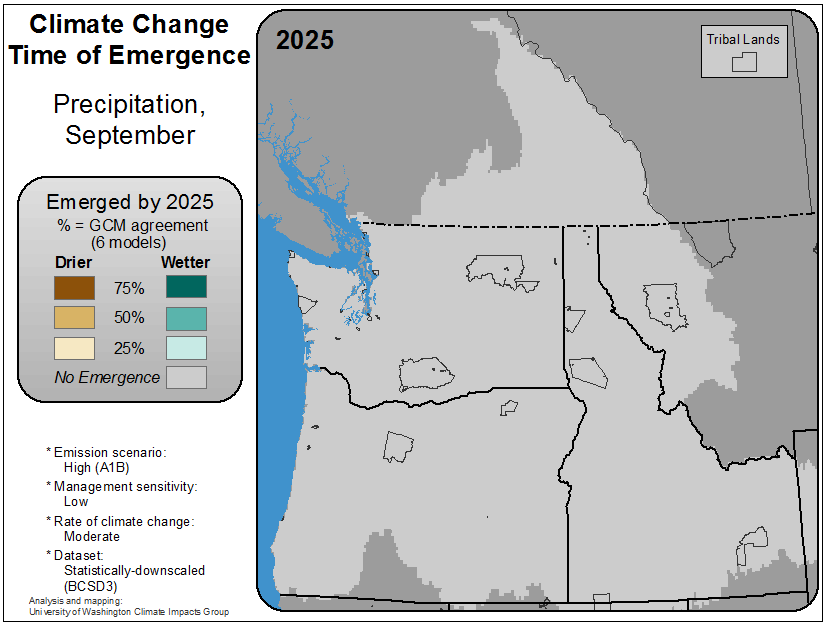 Climate Change
Time of Emergence
Precipitation,
September
Emerged by 2025
% = GCM agreement
(6 models)
Drier Wetter
75%
50%
25%
No Emergence
* Emission scenario:
High (A1B)
* Management sensitivity:
Low
* Rate of climate change:
Moderate
* Dataset:
Statistically-downscaled
(BCSD3)
Analysis and mapping:
University of Washington Climate Impacts Group
2025
Tribal Lands